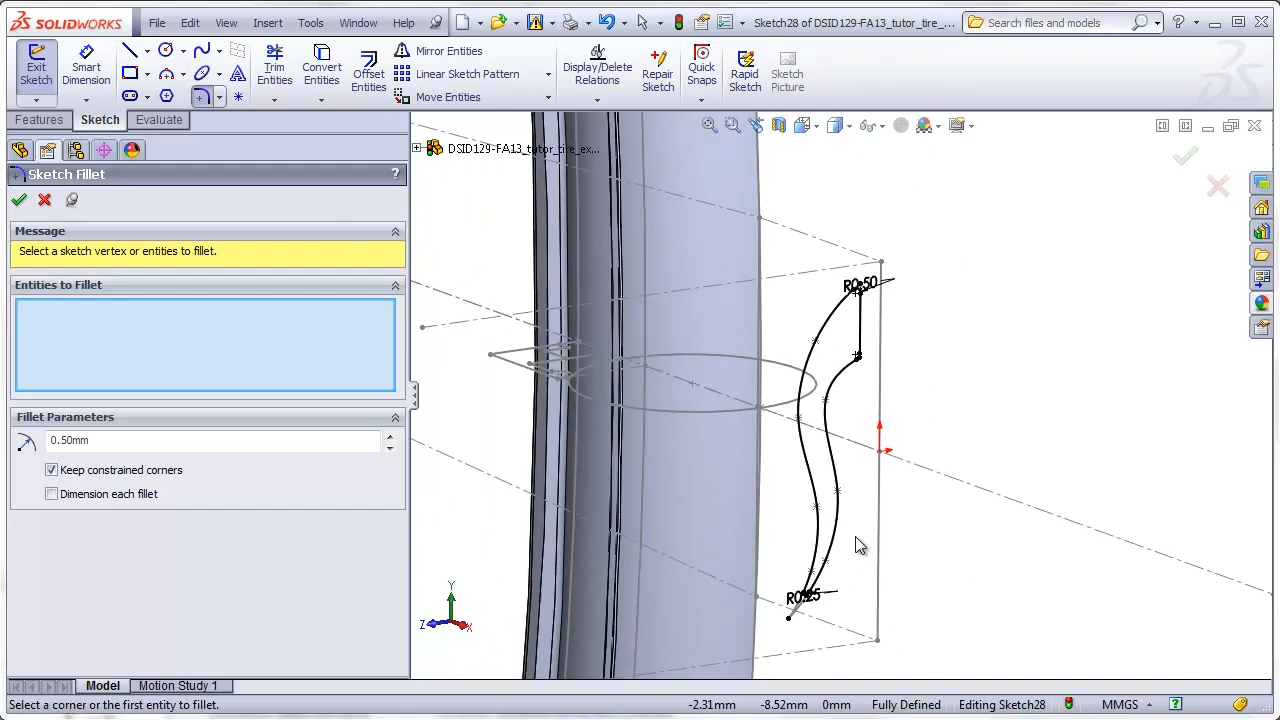 SOLIDWORKS File Edit View Insert Tools Window Help Sketch28 of DSID129-FA13_tutor_tire_... Search files and models
Exit Sketch
Smart Dimension
Trim Entities
Convert Entities
Offset Entities
Mirror Entities
Linear Sketch Pattern
Move Entities
Display/Delete Relations
Repair Sketch
Quick Snaps
Rapid Sketch
Sketch Picture
Features Sketch Evaluate
DSID129-FA13_tutor_tire_ex...
Sketch Fillet ?
Message
Select a sketch vertex or entities to fillet.
Entities to Fillet
Fillet Parameters
0.50mm
Keep constrained corners
Dimension each fillet
R0.50
R0.25
Y
Z X
Model Motion Study 1
Select a corner or the first entity to fillet. -2.31mm -8.52mm 0mm Fully Defined Editing Sketch28 MMGS ?